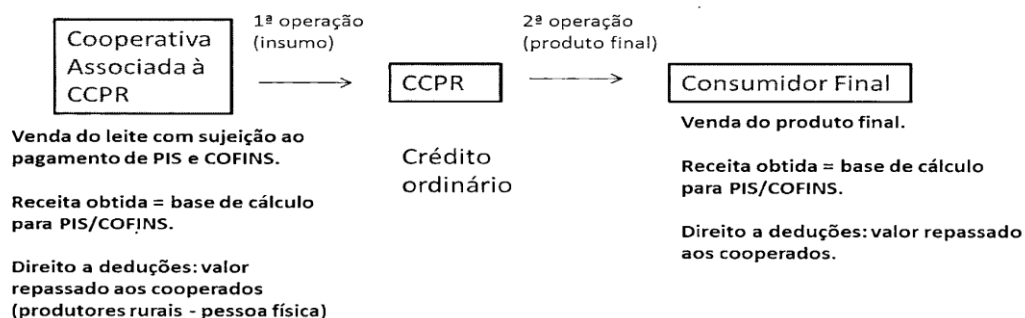 Cooperativa
Associada à
CCPR
1ª operação
(insumo)
CCPR
2ª operação
(produto final)
Consumidor Final
Venda do leite com sujeição ao
pagamento de PIS e COFINS.
Receita obtida = base de cálculo
para PIS/COFINS.
Direito a deduções: valor
repassado aos cooperados
(produtores rurais - pessoa física)
Crédito
ordinário
Venda do produto final.
Receita obtida = base de cálculo
para PIS/COFINS.
Direito a deduções: valor repassado
aos cooperados.